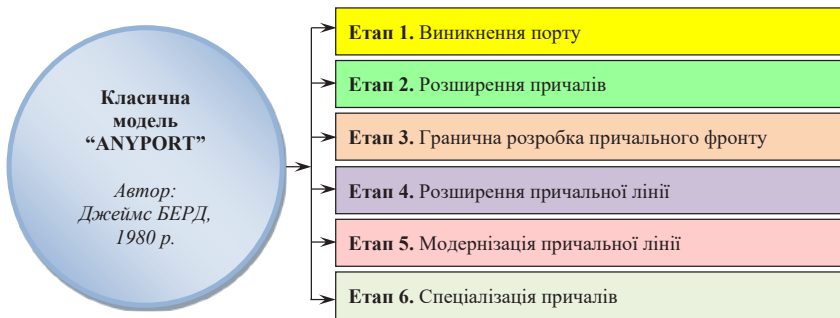 Класична
модель
“ANYPORT”
Автор:
Джеймс БЕРД,
1980 р.
Етап 1. Виникнення порту
Етап 2. Розширення причалів
Етап 3. Гранична розробка причального фронту
Етап 4. Розширення причальної лінії
Етап 5. Модернізація причальної лінії
Етап 6. Спеціалізація причалів